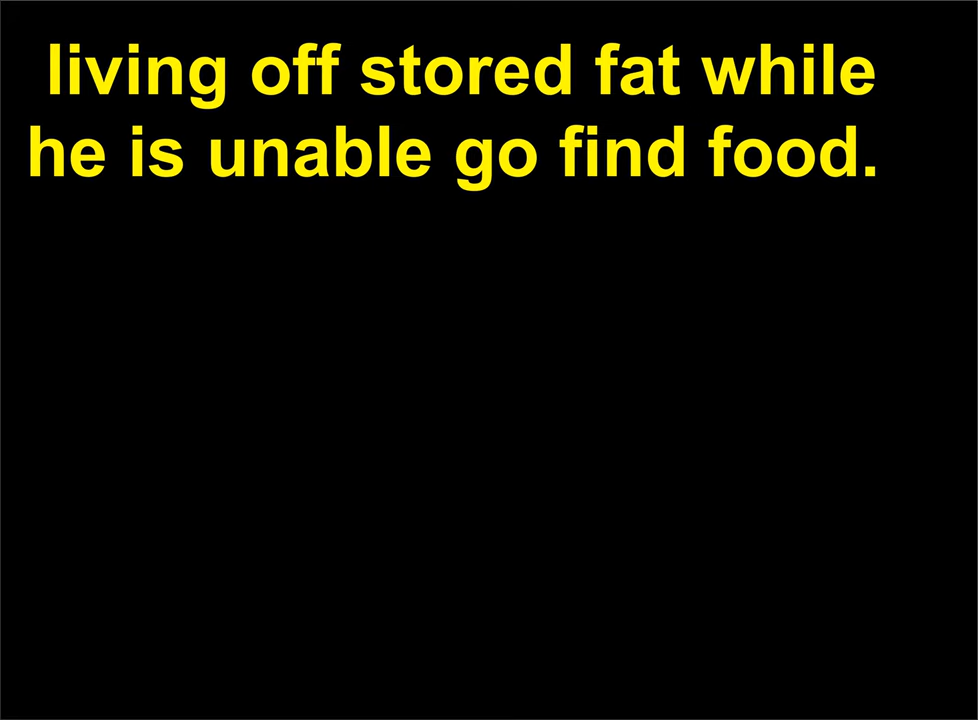 living off stored fat while
he is unable go find food.